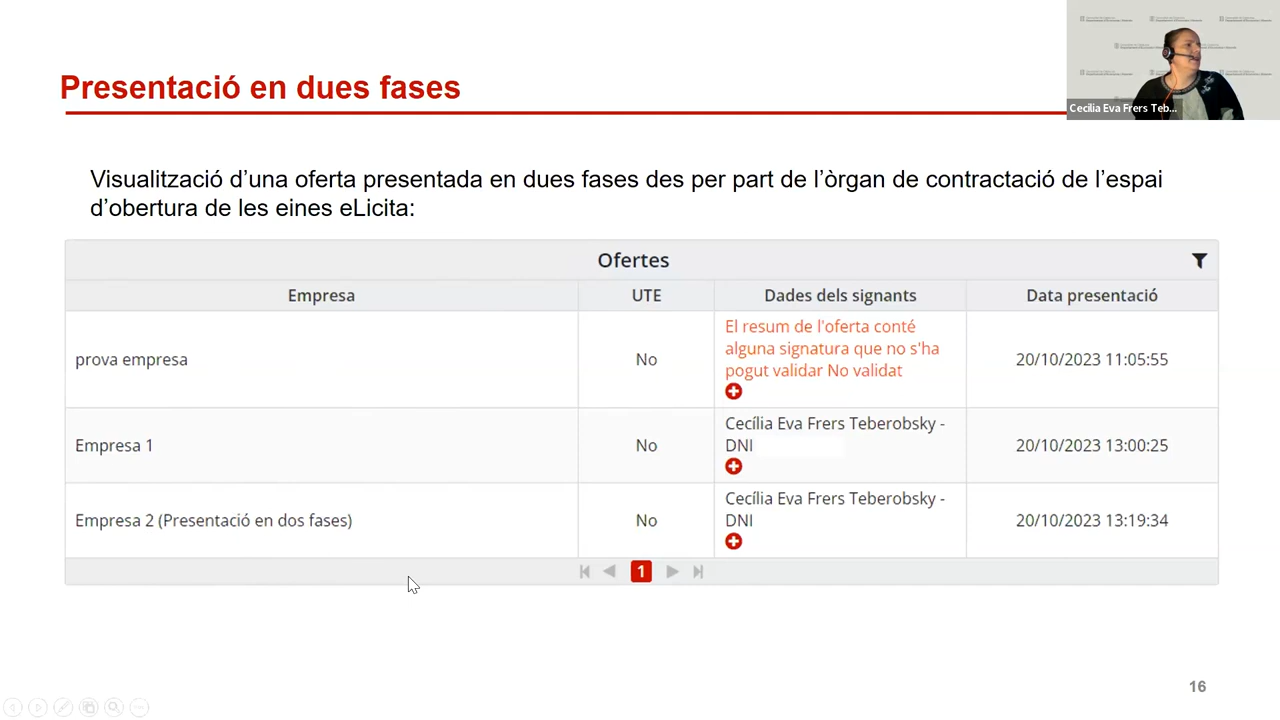 Presentació en dues fases
Cecília Eva Frers Teb...
Visualització d'una oferta presentada en dues fases des per part de l'òrgan de contractació de l'espai
d'obertura de les eines eLicita:
Ofertes
Empresa UTE Dades dels signants Data presentació
prova empresa No El resum de l'oferta conté
alguna signatura que no s'ha
pogut validar No validat 20/10/2023 11:05:55
Empresa 1 No Cecília Eva Frers Teberobsky -
DNI 20/10/2023 13:00:25
Empresa 2 (Presentació en dos fases) No Cecília Eva Frers Teberobsky -
DNI 20/10/2023 13:19:34
1
16